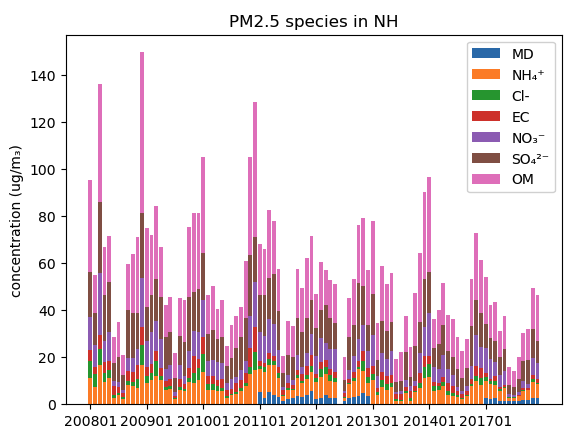 PM2.5 species in NH
concentration (ug/m₃)
140
120
100
80
60
40
20
0
200801 200901 201001 201101 201201 201301 201401 201701
MD
NH₄⁺
Cl-
EC
NO₃⁻
SO₄²⁻
OM